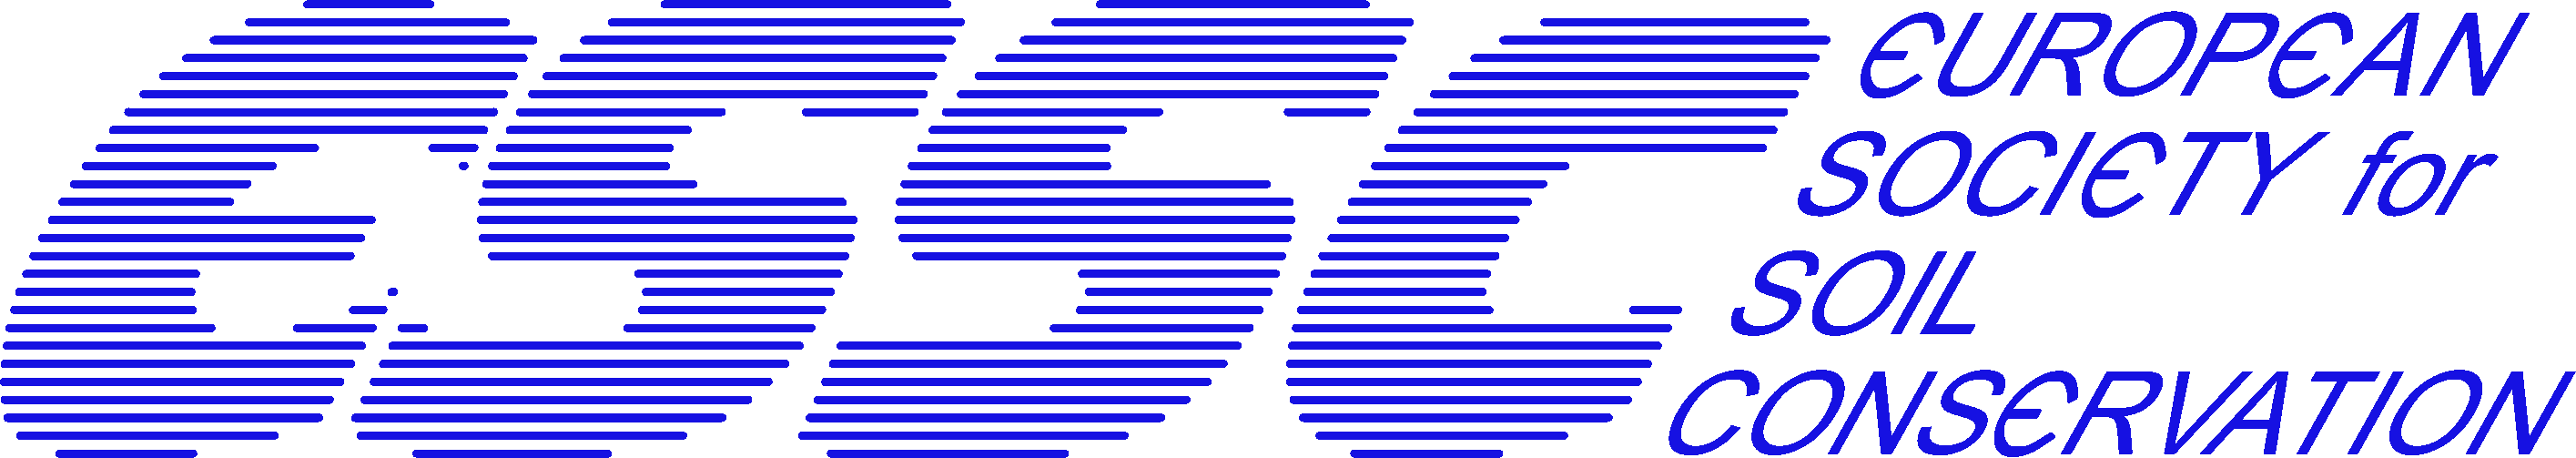 ESSC
EUROPEAN
SOCIETY for
SOIL
CONSERVATION